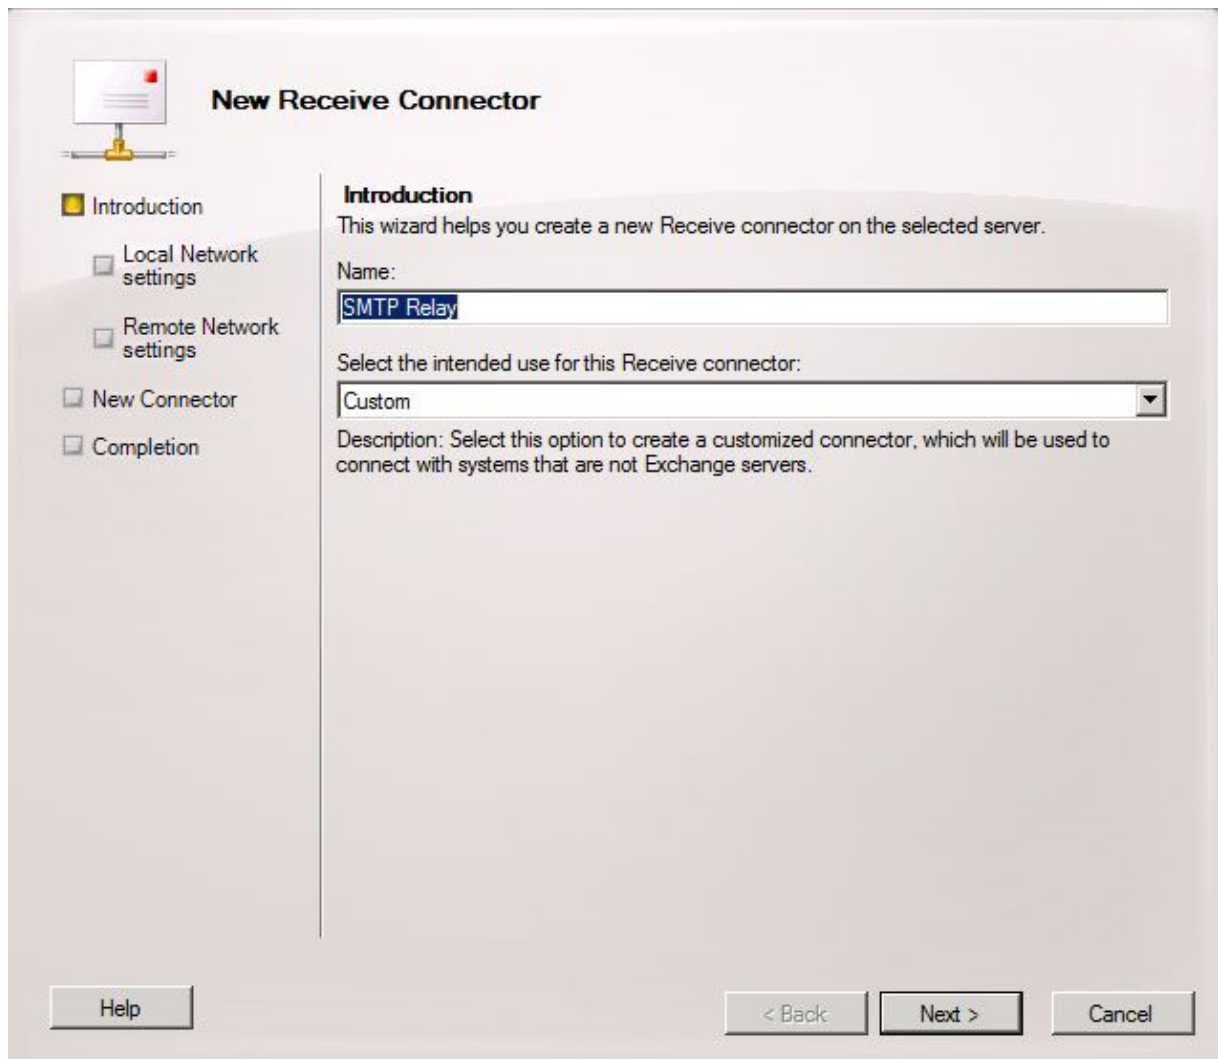 New Receive Connector
Introduction
Local Network
settings
Remote Network
settings
New Connector
Completion
Introduction
This wizard helps you create a new Receive connector on the selected server.
Name:
SMTP Relay
Select the intended use for this Receive connector:
Custom
Description: Select this option to create a customized connector, which will be used to
connect with systems that are not Exchange servers.
Help
< Back
Next >
Cancel